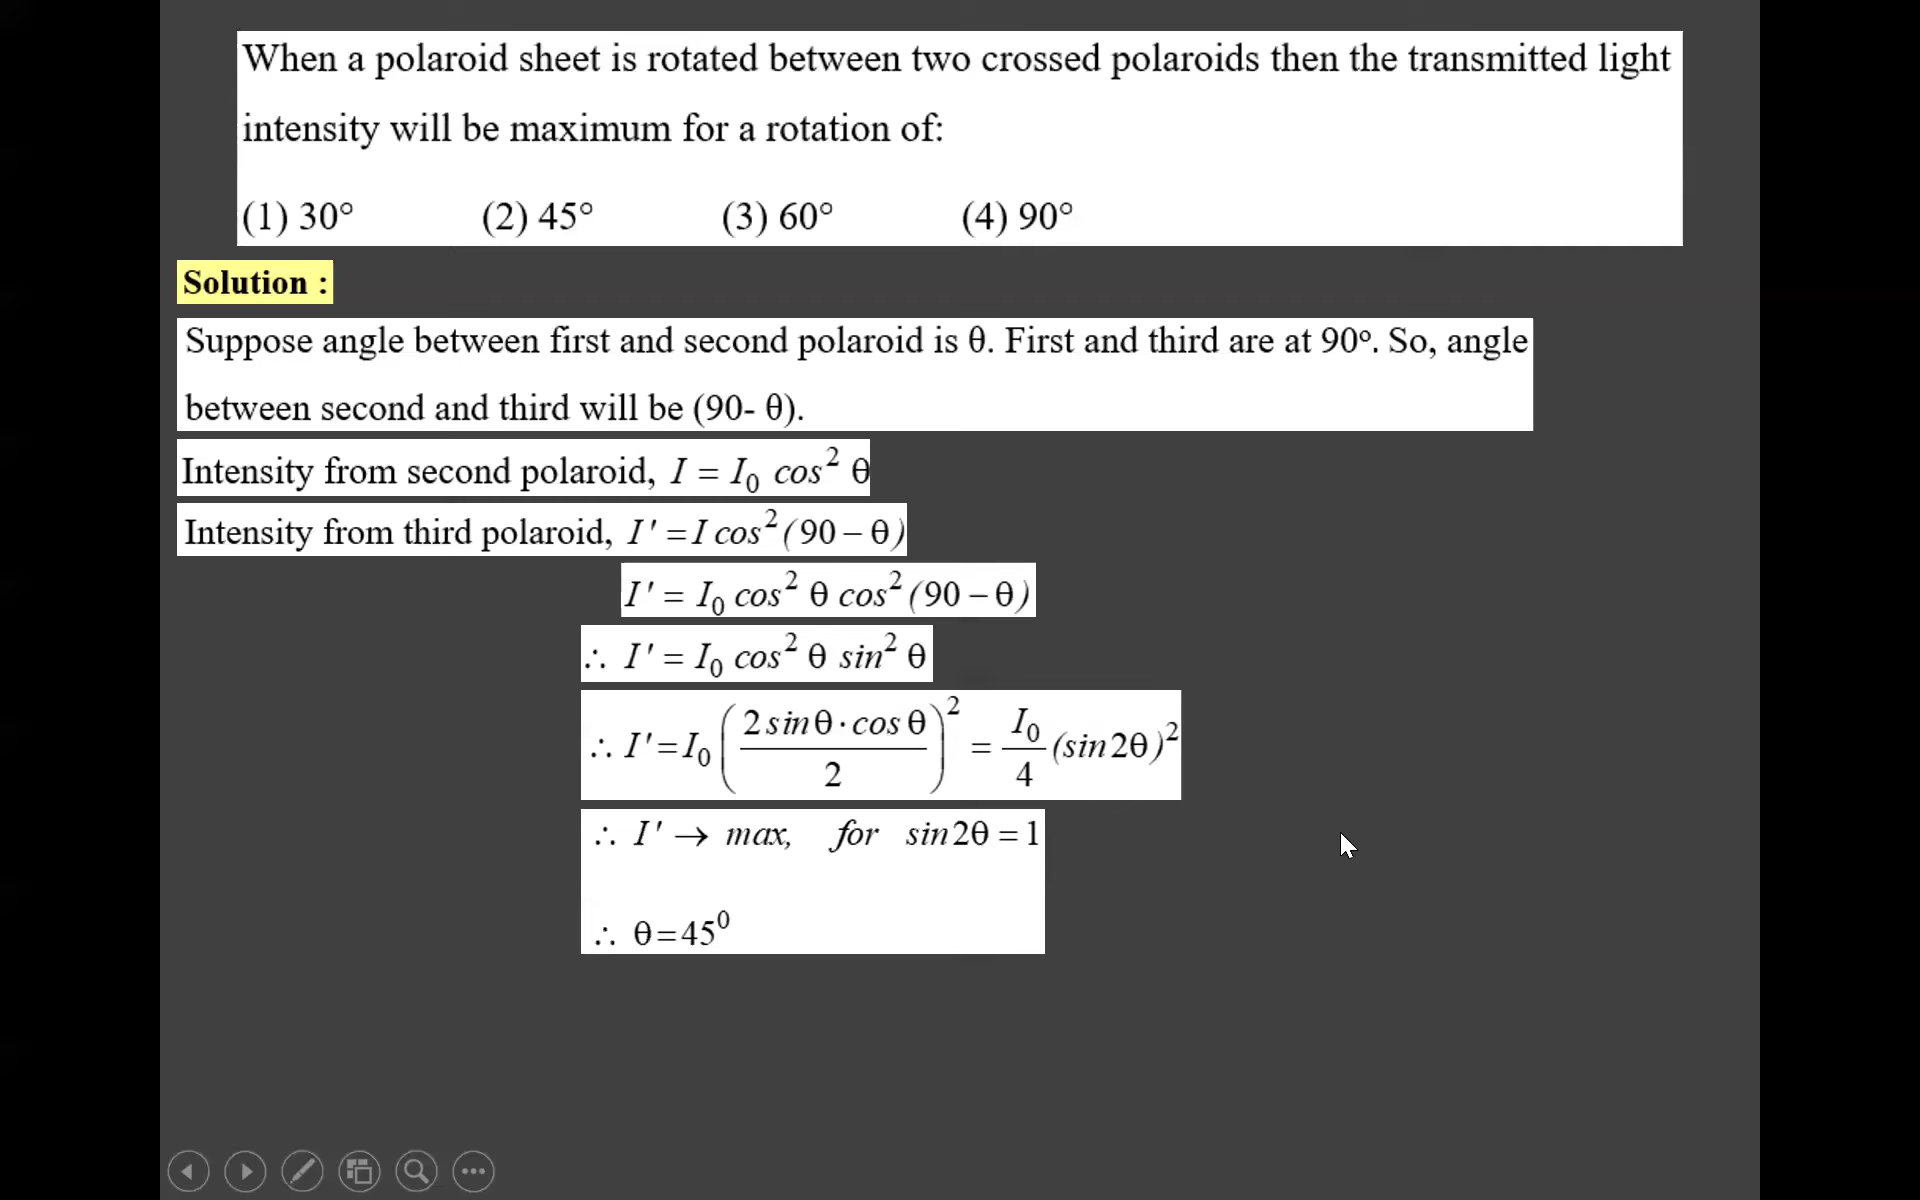 When a polaroid sheet is rotated between two crossed polaroids then the transmitted light
intensity will be maximum for a rotation of:
(1) 30° (2) 45° (3) 60° (4) 90°
Solution :
Suppose angle between first and second polaroid is θ. First and third are at 90°. So, angle
between second and third will be (90- θ).
Intensity from second polaroid, I = I₀ cos² θ
Intensity from third polaroid, I' = I cos² (90 – θ)
I' = I₀ cos² θ cos² (90 – θ)
∴ I' = I₀ cos² θ sin² θ
∴ I' = I₀ (2 sin θ · cos θ / 2)² = I₀/4 (sin 2θ)²
∴ I' → max, for sin 2θ = 1
∴ θ = 45⁰